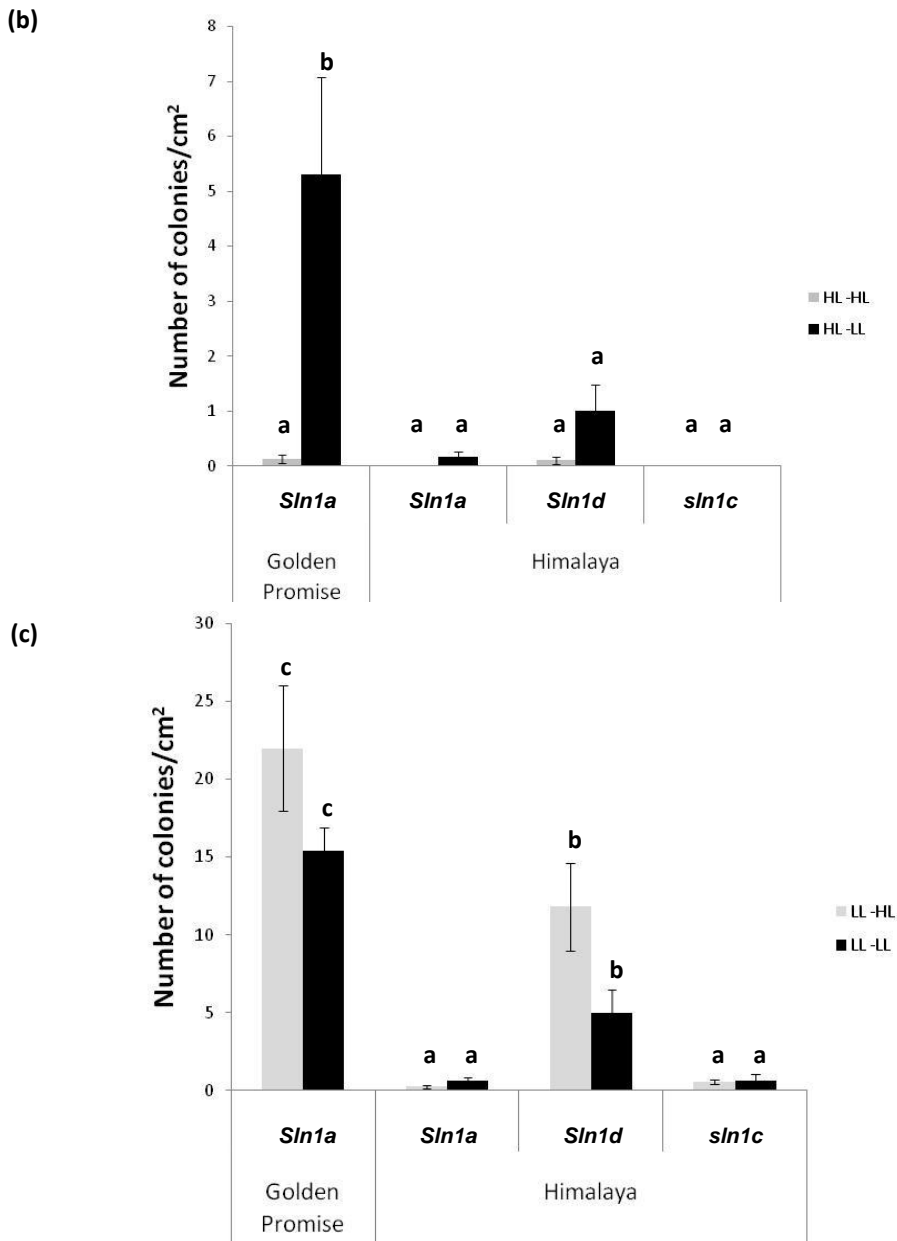 (b)
Number of colonies/cm²
8
7
6
5
4
3
2
1
0
b
a
a a
a
a
a a
HL -HL
HL -LL
Sln1a Sln1a Sln1d sln1c
Golden Promise
Himalaya
(c)
Number of colonies/cm²
30
25
20
15
10
5
0
c
c
a a
b
b
a a
LL -HL
LL -LL
Sln1a Sln1a Sln1d sln1c
Golden Promise
Himalaya